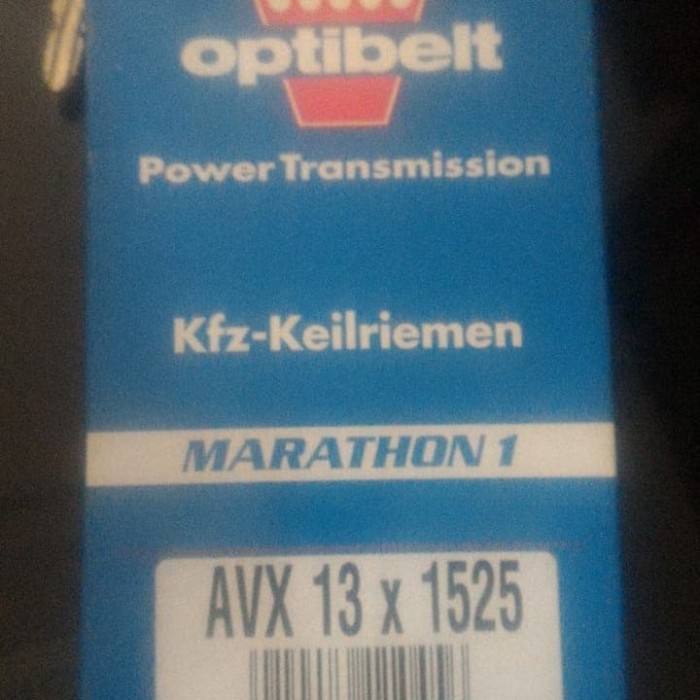 optibelt
Power Transmission
Kfz-Keilriemen
MARATHON 1
AVX 13 x 1525